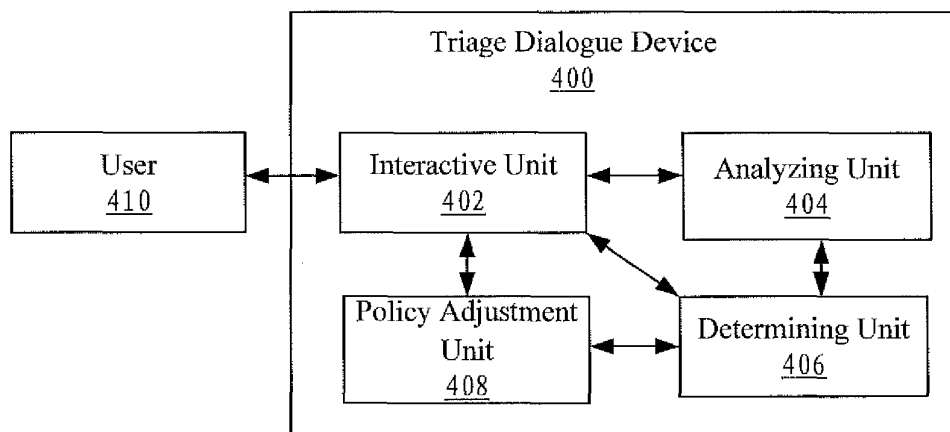 Triage Dialogue Device
400
User
410
Interactive Unit
402
Analyzing Unit
404
Policy Adjustment
Unit
408
Determining Unit
406